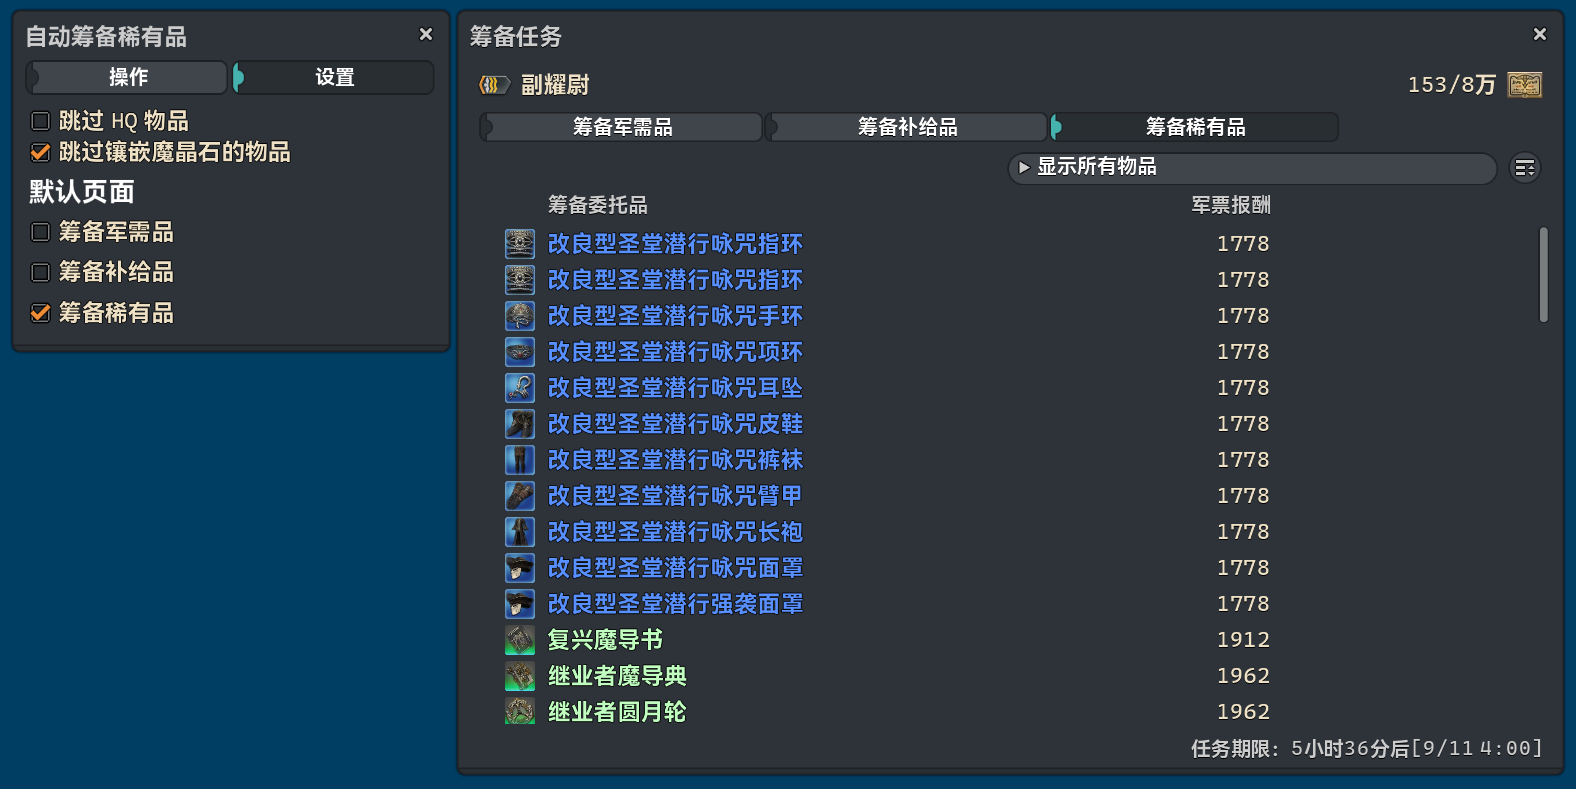 自动筹备稀有品
操作
设置
跳过 HQ 物品
跳过镶嵌魔晶石的物品
默认页面
筹备军需品
筹备补给品
筹备稀有品
筹备任务
副耀尉
153/8万
筹备军需品
筹备补给品
筹备稀有品
显示所有物品
筹备委托品 军票报酬
改良型圣堂潜行咏咒指环 1778
改良型圣堂潜行咏咒指环 1778
改良型圣堂潜行咏咒手环 1778
改良型圣堂潜行咏咒项环 1778
改良型圣堂潜行咏咒耳坠 1778
改良型圣堂潜行咏咒皮鞋 1778
改良型圣堂潜行咏咒裤袜 1778
改良型圣堂潜行咏咒臂甲 1778
改良型圣堂潜行咏咒长袍 1778
改良型圣堂潜行咏咒面罩 1778
改良型圣堂潜行强袭面罩 1778
复兴魔导书 1912
继业者魔导典 1962
继业者圆月轮 1962
任务期限: 5小时36分后[9/11 4:00]